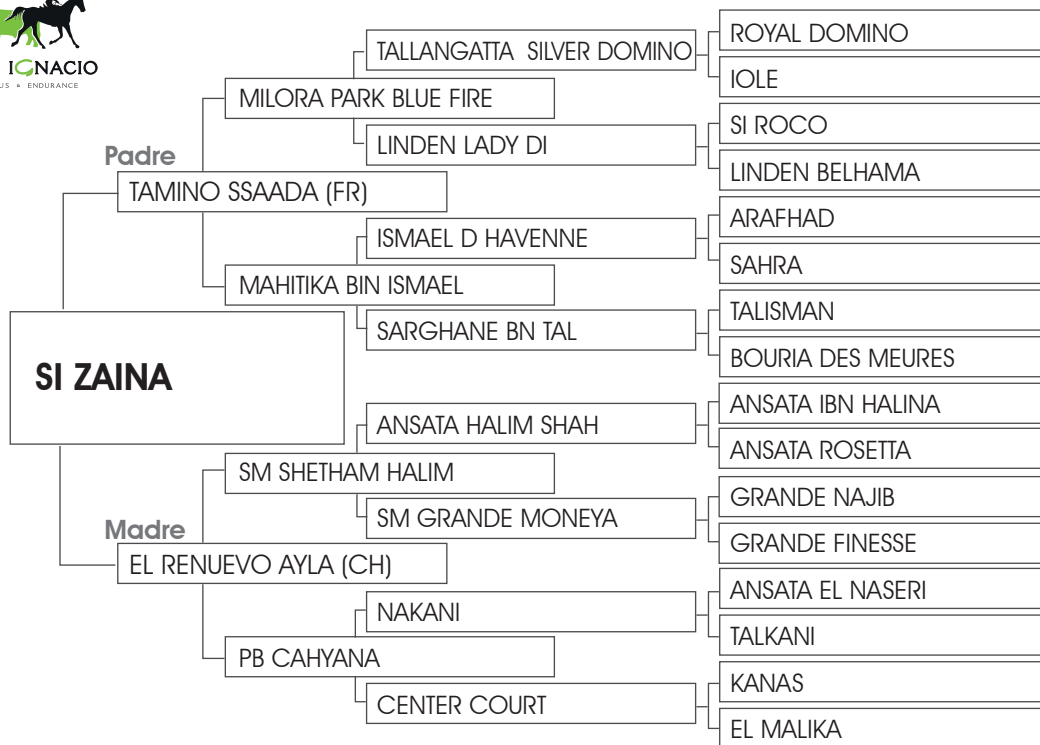 IGNACIO
US & ENDURANCE
Padre
Madre
SI ZAINA
TAMINO SSAADA (FR)
EL RENUEVO AYLA (CH)
MILORA PARK BLUE FIRE
MAHITIKA BIN ISMAEL
SM SHETHAM HALIM
PB CAHYANA
TALLANGATTA SILVER DOMINO
LINDEN LADY DI
ISMAEL D HAVENNE
SARGHANE BN TAL
ANSATA HALIM SHAH
SM GRANDE MONEYA
NAKANI
CENTER COURT
ROYAL DOMINO
IOLE
SI ROCO
LINDEN BELHAMA
ARAFHAD
SAHRA
TALISMAN
BOURIA DES MEURES
ANSATA IBN HALINA
ANSATA ROSETTA
GRANDE NAJIB
GRANDE FINESSE
ANSATA EL NASERI
TALKANI
KANAS
EL MALIKA